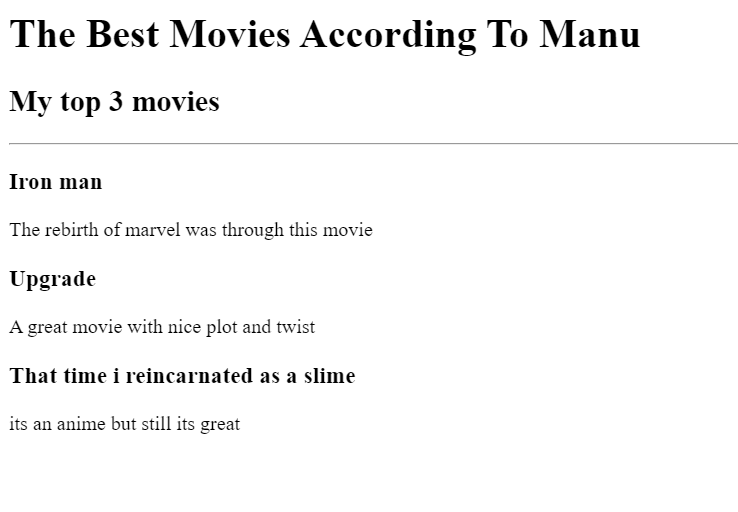 The Best Movies According To Manu
My top 3 movies
Iron man
The rebirth of marvel was through this movie
Upgrade
A great movie with nice plot and twist
That time i reincarnated as a slime
its an anime but still its great